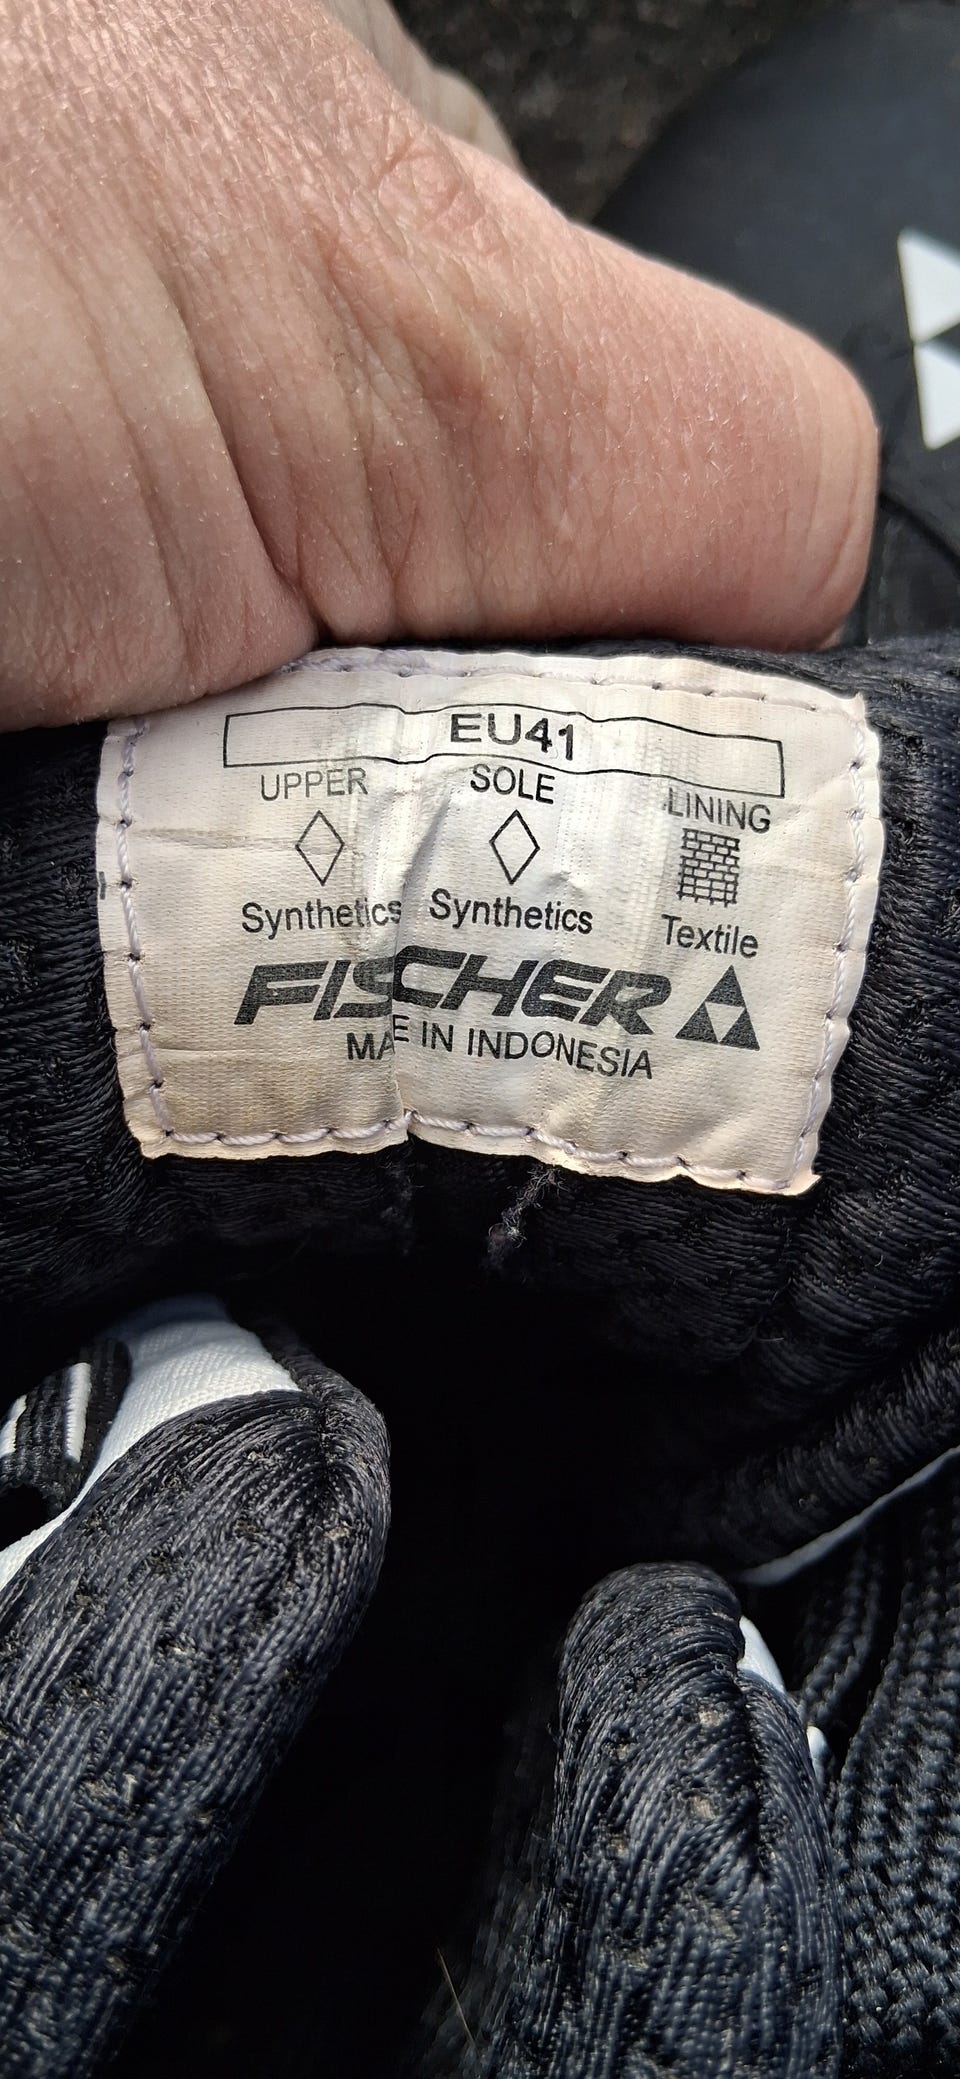 EU41
UPPER SOLE LINING
Synthetics Synthetics Textile
FISCHER
MADE IN INDONESIA